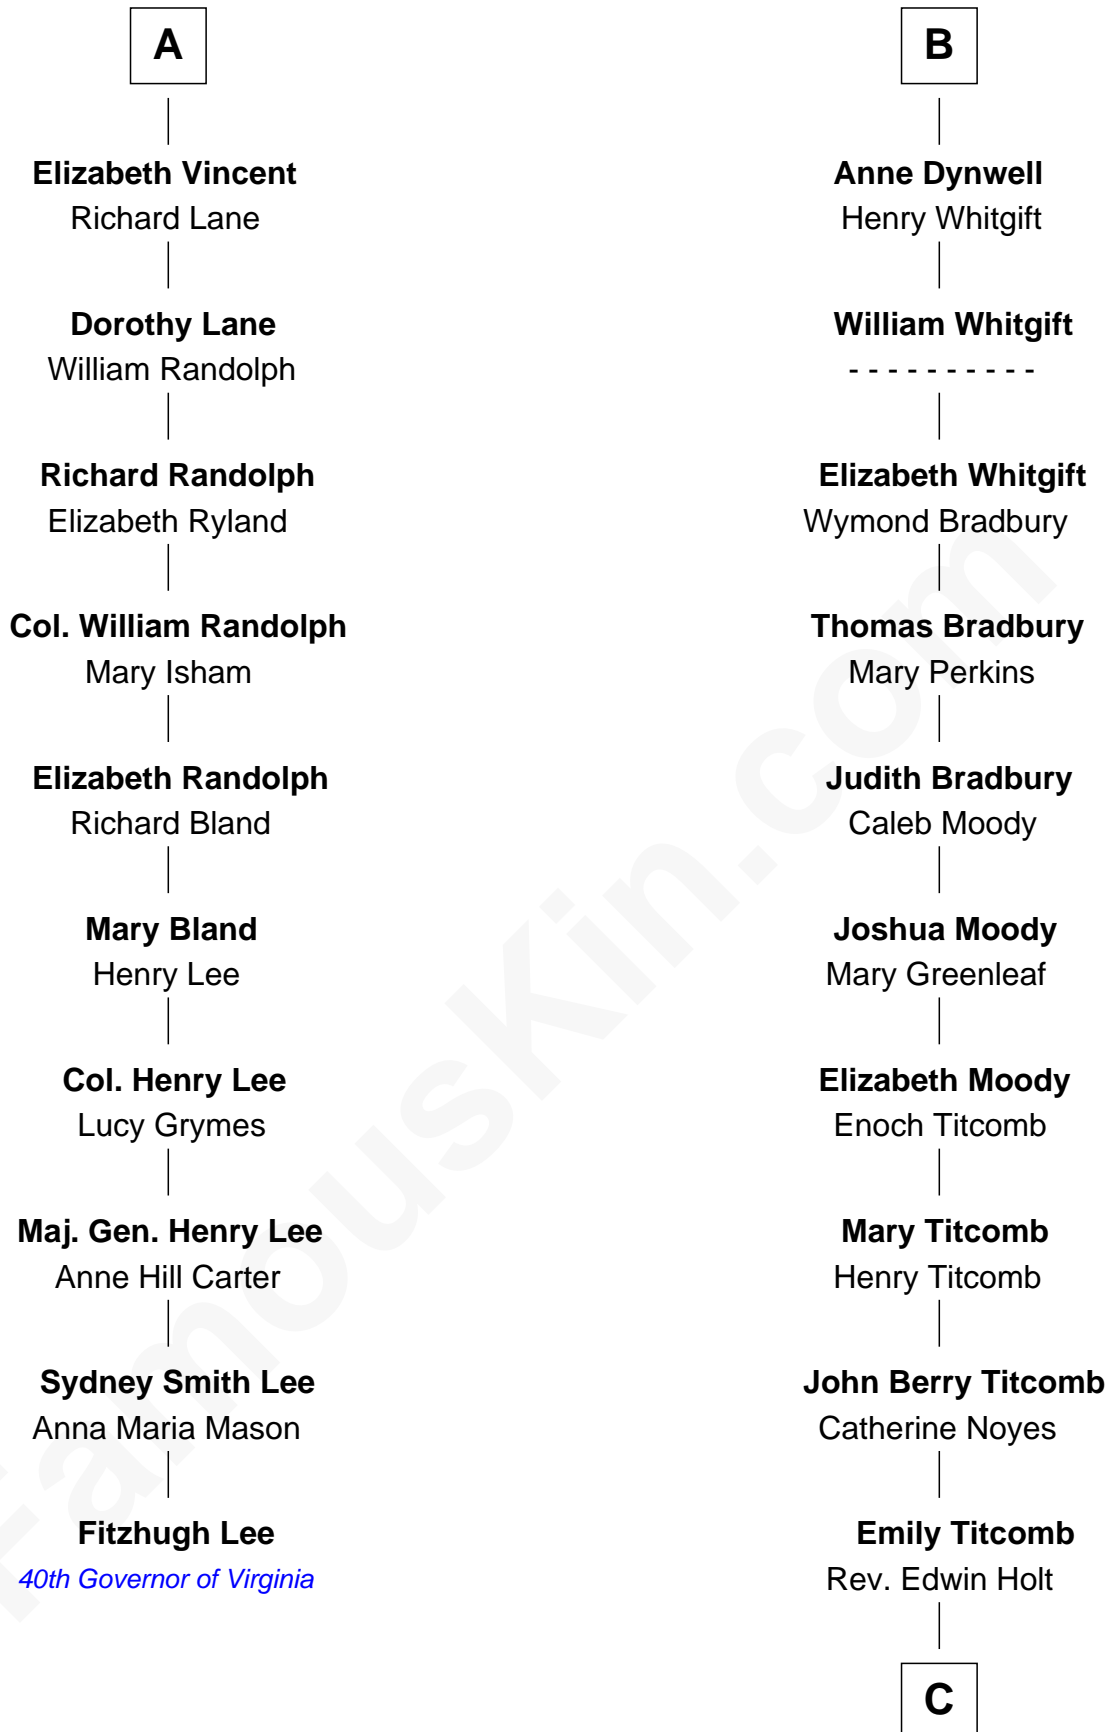 A
Elizabeth Vincent
Richard Lane
Dorothy Lane
William Randolph
Richard Randolph
Elizabeth Ryland
Col. William Randolph
Mary Isham
Elizabeth Randolph
Richard Bland
Mary Bland
Henry Lee
Col. Henry Lee
Lucy Grymes
Maj. Gen. Henry Lee
Anne Hill Carter
Sydney Smith Lee
Anna Maria Mason
Fitzhugh Lee
40th Governor of Virginia
B
Anne Dynwell
Henry Whitgift
William Whitgift
- - - - - - - - - -
Elizabeth Whitgift
Wymond Bradbury
Thomas Bradbury
Mary Perkins
Judith Bradbury
Caleb Moody
Joshua Moody
Mary Greenleaf
Elizabeth Moody
Enoch Titcomb
Mary Titcomb
Henry Titcomb
John Berry Titcomb
Catherine Noyes
Emily Titcomb
Rev. Edwin Holt
C
FamousKin.com